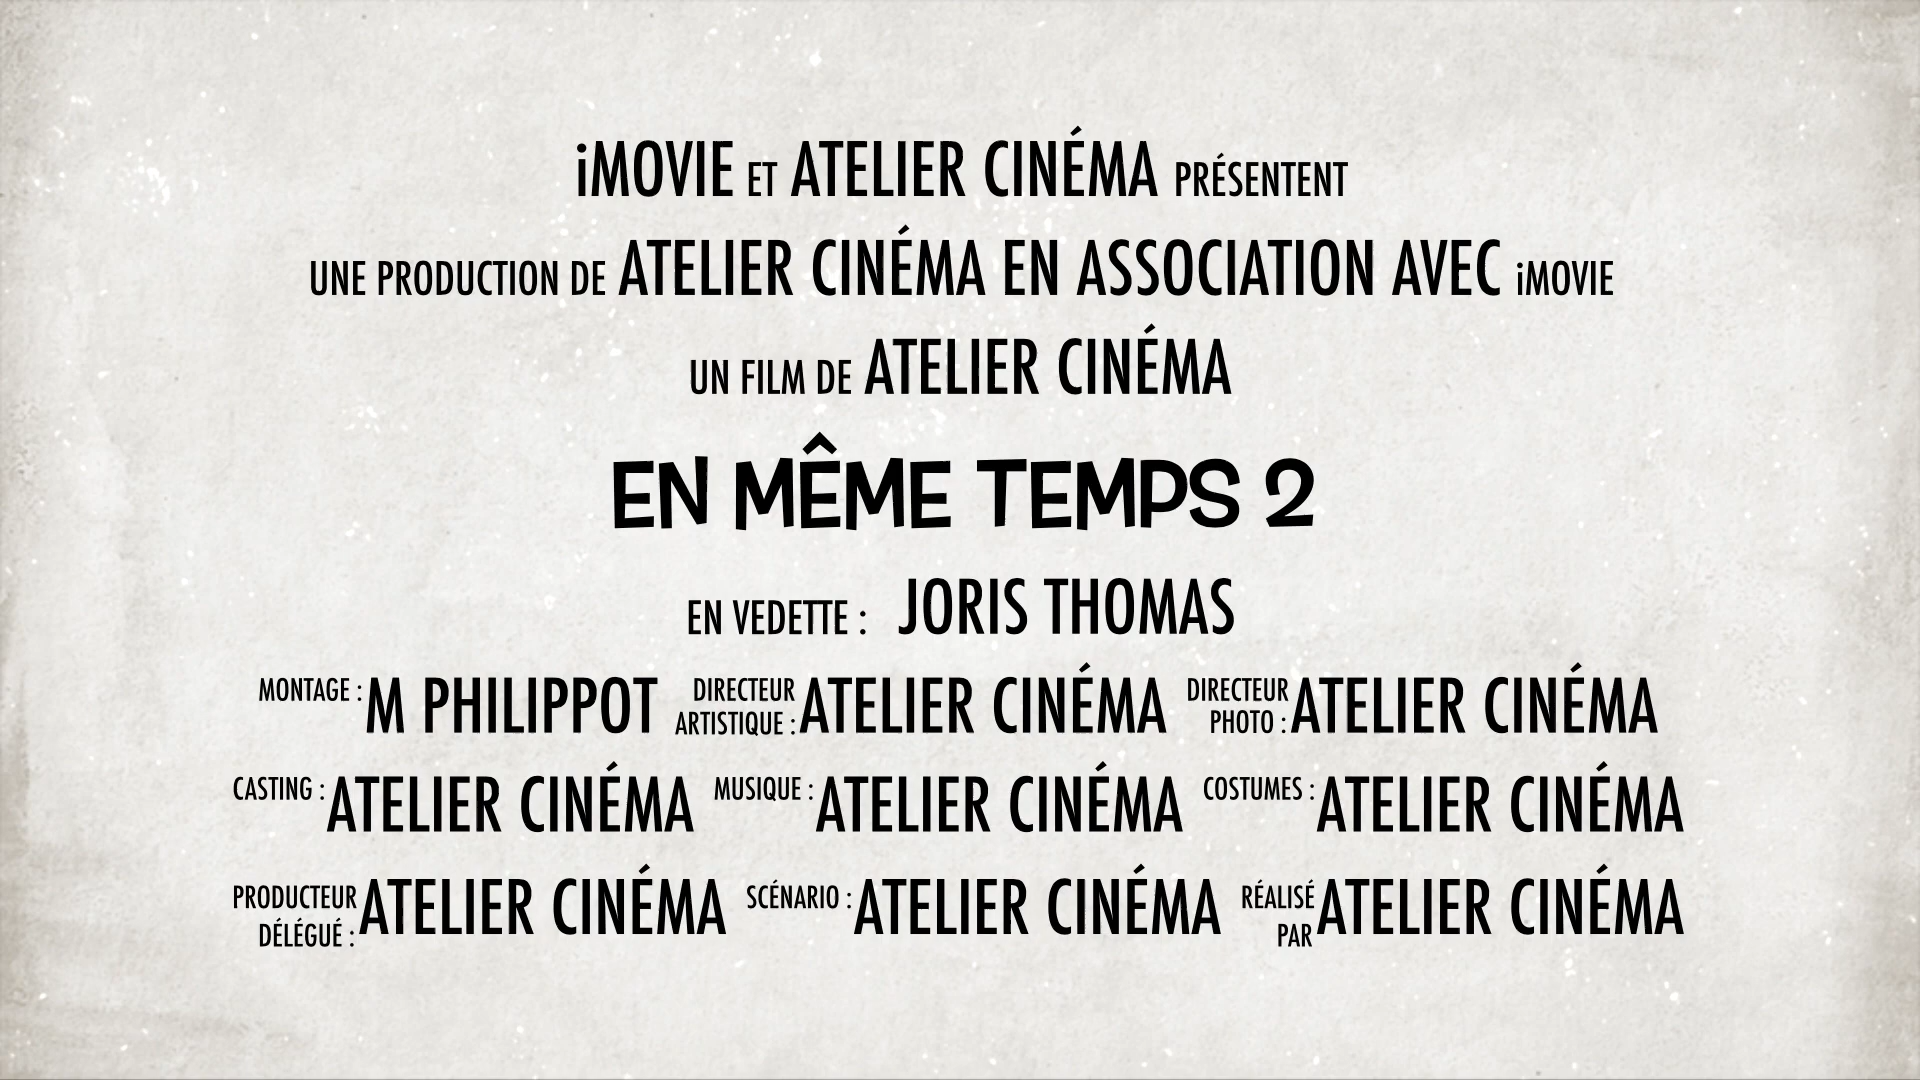 iMOVIE ET ATELIER CINÉMA PRÉSENTENT
UNE PRODUCTION DE ATELIER CINÉMA EN ASSOCIATION AVEC iMOVIE
UN FILM DE ATELIER CINÉMA
EN MÊME TEMPS 2
EN VEDETTE : JORIS THOMAS
MONTAGE : M PHILIPPOT DIRECTEUR ARTISTIQUE : ATELIER CINÉMA DIRECTEUR PHOTO : ATELIER CINÉMA
CASTING : ATELIER CINÉMA MUSIQUE : ATELIER CINÉMA COSTUMES : ATELIER CINÉMA
PRODUCTEUR DÉLÉGUÉ : ATELIER CINÉMA SCÉNARIO : ATELIER CINÉMA RÉALISÉ PAR ATELIER CINÉMA